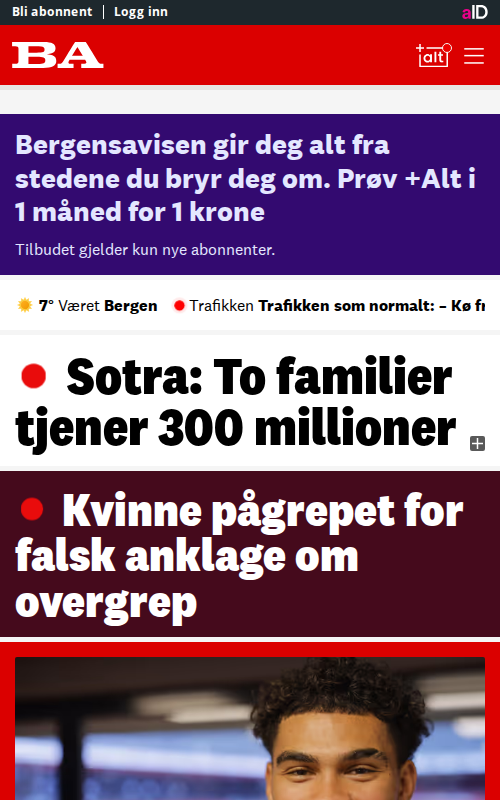 Bli abonnent | Logg inn aID
BA +alt
Bergensavisen gir deg alt fra
stedene du bryr deg om. Prøv +Alt i
1 måned for 1 krone
Tilbudet gjelder kun nye abonnenter.
7° Været Bergen Trafikken Trafikken som normalt: – Kø
Sotra: To familier
tjener 300 millioner
Kvinne pågrepet for
falsk anklage om
overgrep